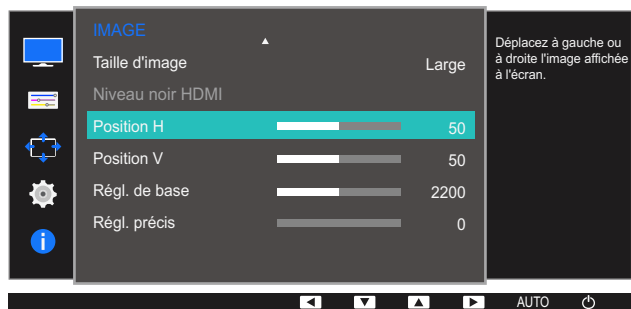 IMAGE
Taille d'image Large
Niveau noir HDMI
Position H 50
Position V 50
Régl. de base 2200
Régl. précis 0
Déplacez à gauche ou
à droite l'image affichée
à l'écran.
AUTO